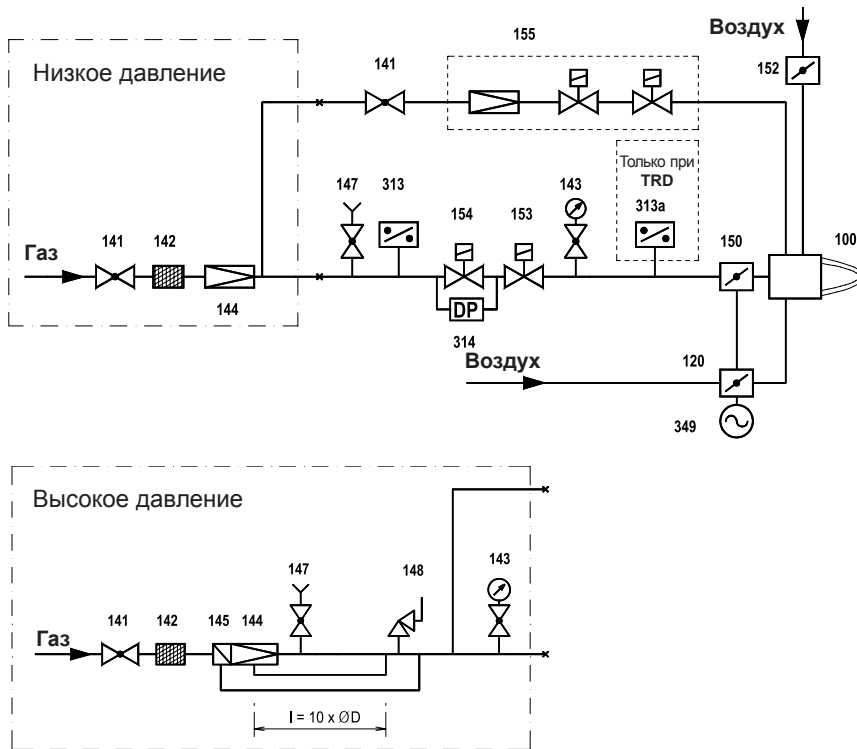 Воздух
155
152
Низкое давление
141
Только при
TRD
147
313
154
153
143
313a
150
100
Газ
141
142
144
DP
314
Воздух
120
349
Высокое давление
147
148
143
141
142
145
144
Газ
l = 10 x ØD